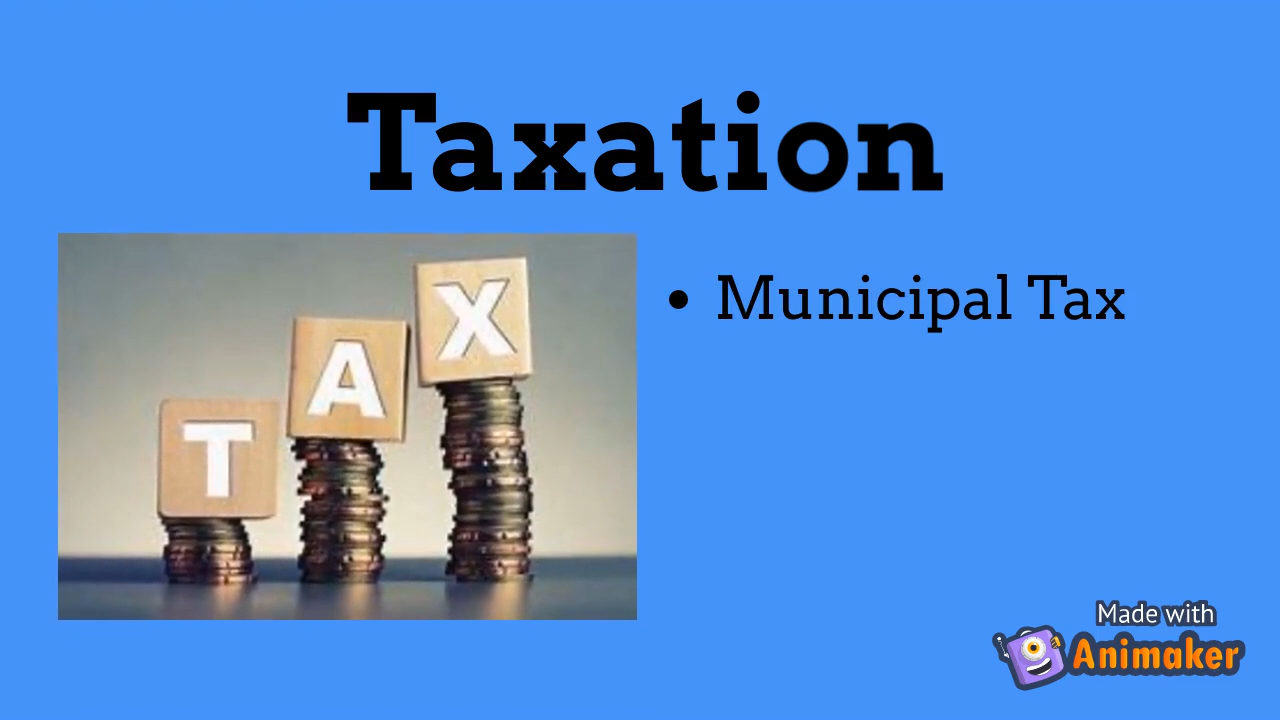 Taxation
T A X
• Municipal Tax
Made with
Animaker